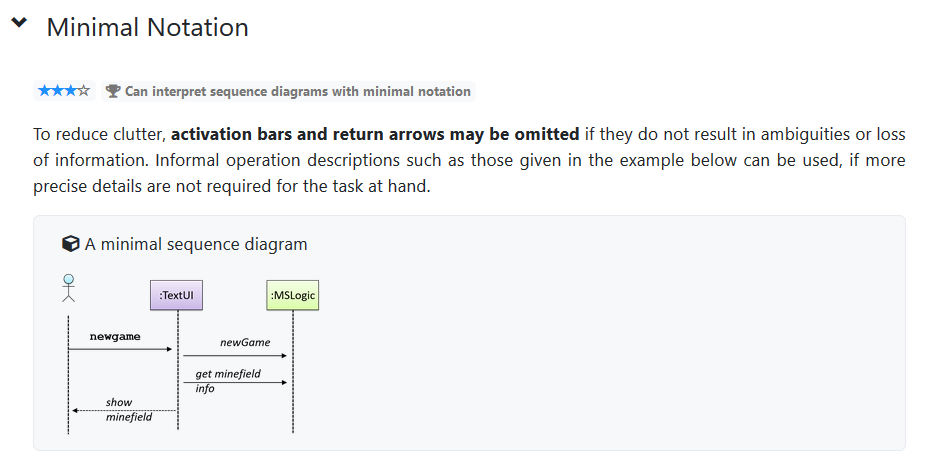 Minimal Notation
Can interpret sequence diagrams with minimal notation
To reduce clutter, activation bars and return arrows may be omitted if they do not result in ambiguities or loss
of information. Informal operation descriptions such as those given in the example below can be used, if more
precise details are not required for the task at hand.
A minimal sequence diagram
:TextUI
:MSLogic
newgame
newGame
get minefield
info
show
minefield